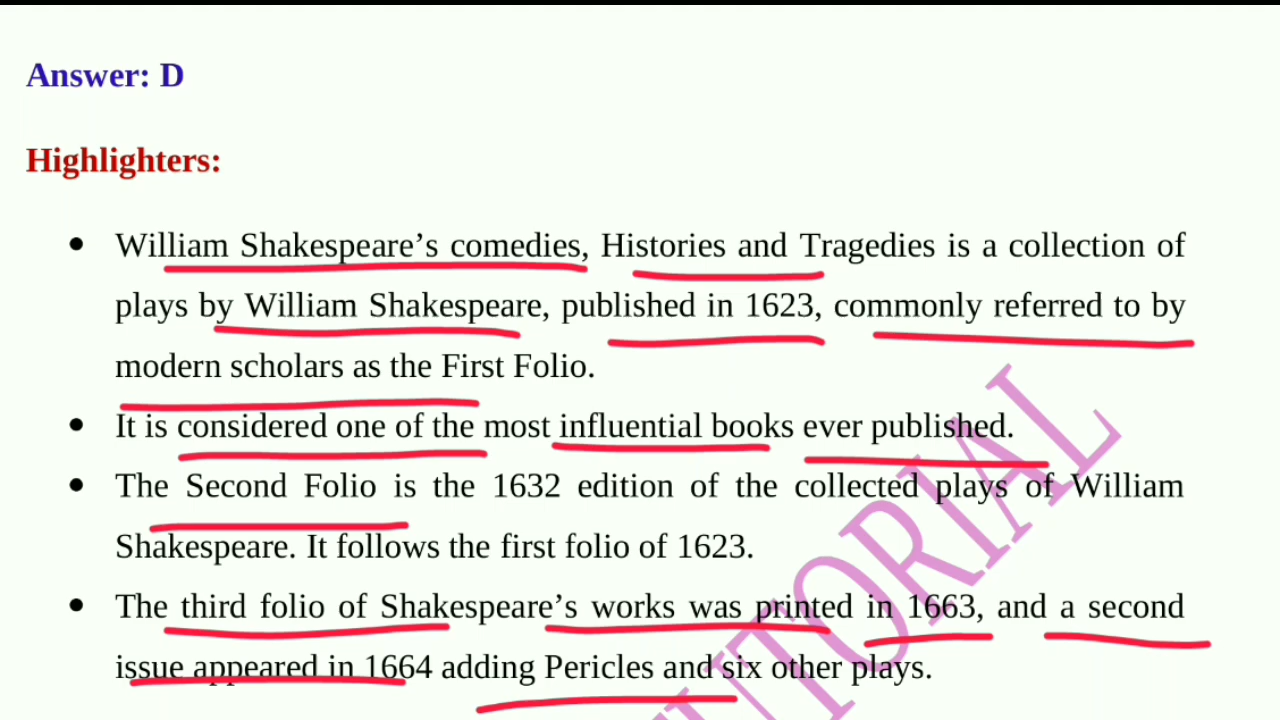 Answer: D
Highlighters:
• William Shakespeare's comedies, Histories and Tragedies is a collection of
plays by William Shakespeare, published in 1623, commonly referred to by
modern scholars as the First Folio.
• It is considered one of the most influential books ever published.
• The Second Folio is the 1632 edition of the collected plays of William
Shakespeare. It follows the first folio of 1623.
• The third folio of Shakespeare's works was printed in 1663, and a second
issue appeared in 1664 adding Pericles and six other plays.
UTORIAL